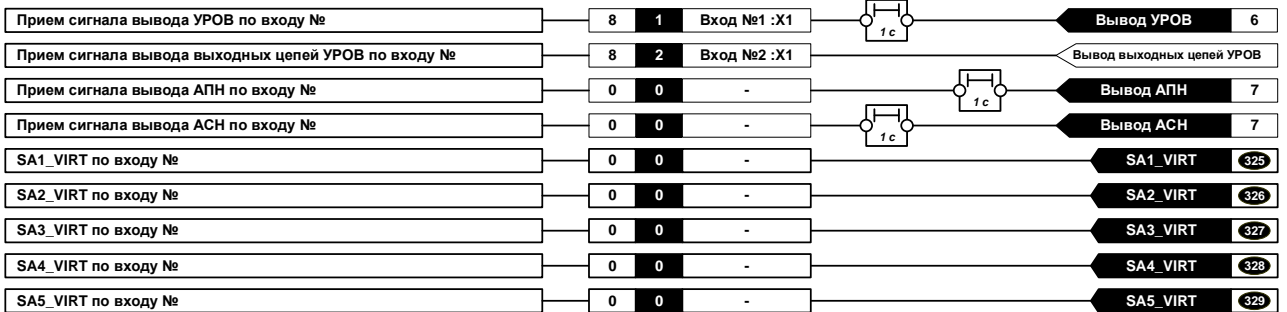 Прием сигнала вывода УРОВ по входу № 8 1 Вход №1 :X1 1 с Вывод УРОВ 6
Прием сигнала вывода выходных цепей УРОВ по входу № 8 2 Вход №2 :X1 Вывод выходных цепей УРОВ
Прием сигнала вывода АПН по входу № 0 0 - 1 с Вывод АПН 7
Прием сигнала вывода АСН по входу № 0 0 - 1 с Вывод АСН 7
SA1_VIRT по входу № 0 0 - SA1_VIRT 325
SA2_VIRT по входу № 0 0 - SA2_VIRT 326
SA3_VIRT по входу № 0 0 - SA3_VIRT 327
SA4_VIRT по входу № 0 0 - SA4_VIRT 328
SA5_VIRT по входу № 0 0 - SA5_VIRT 329